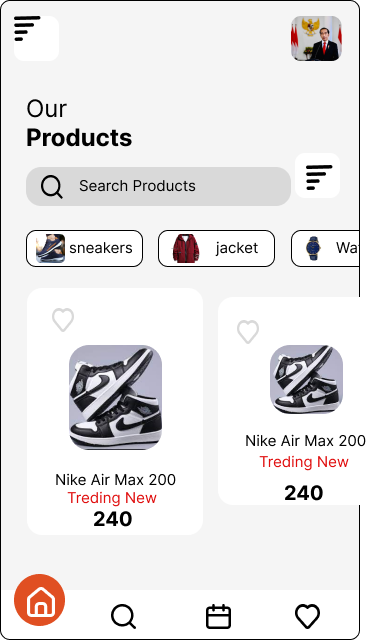 Our
Products
Search Products
sneakers
jacket
Wa
Nike Air Max 200
Treding New
240
Nike Air Max 200
Treding New
240